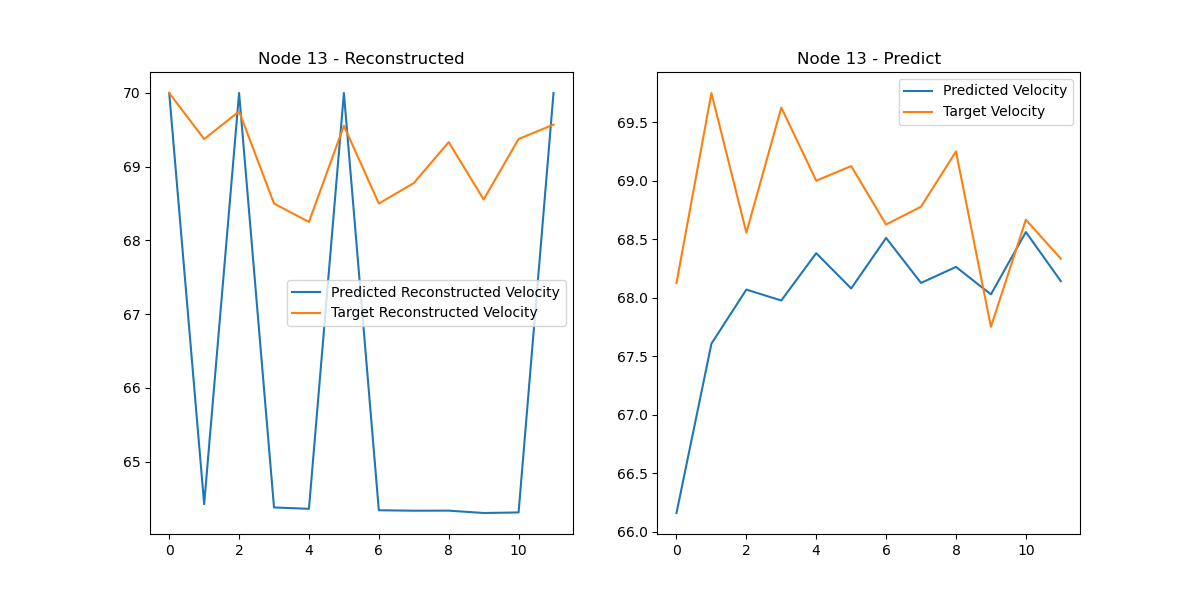 Node 13 - Reconstructed
70
69
68
67
66
65
0 2 4 6 8 10
Predicted Reconstructed Velocity
Target Reconstructed Velocity
Node 13 - Predict
69.5
69.0
68.5
68.0
67.5
67.0
66.5
66.0
0 2 4 6 8 10
Predicted Velocity
Target Velocity